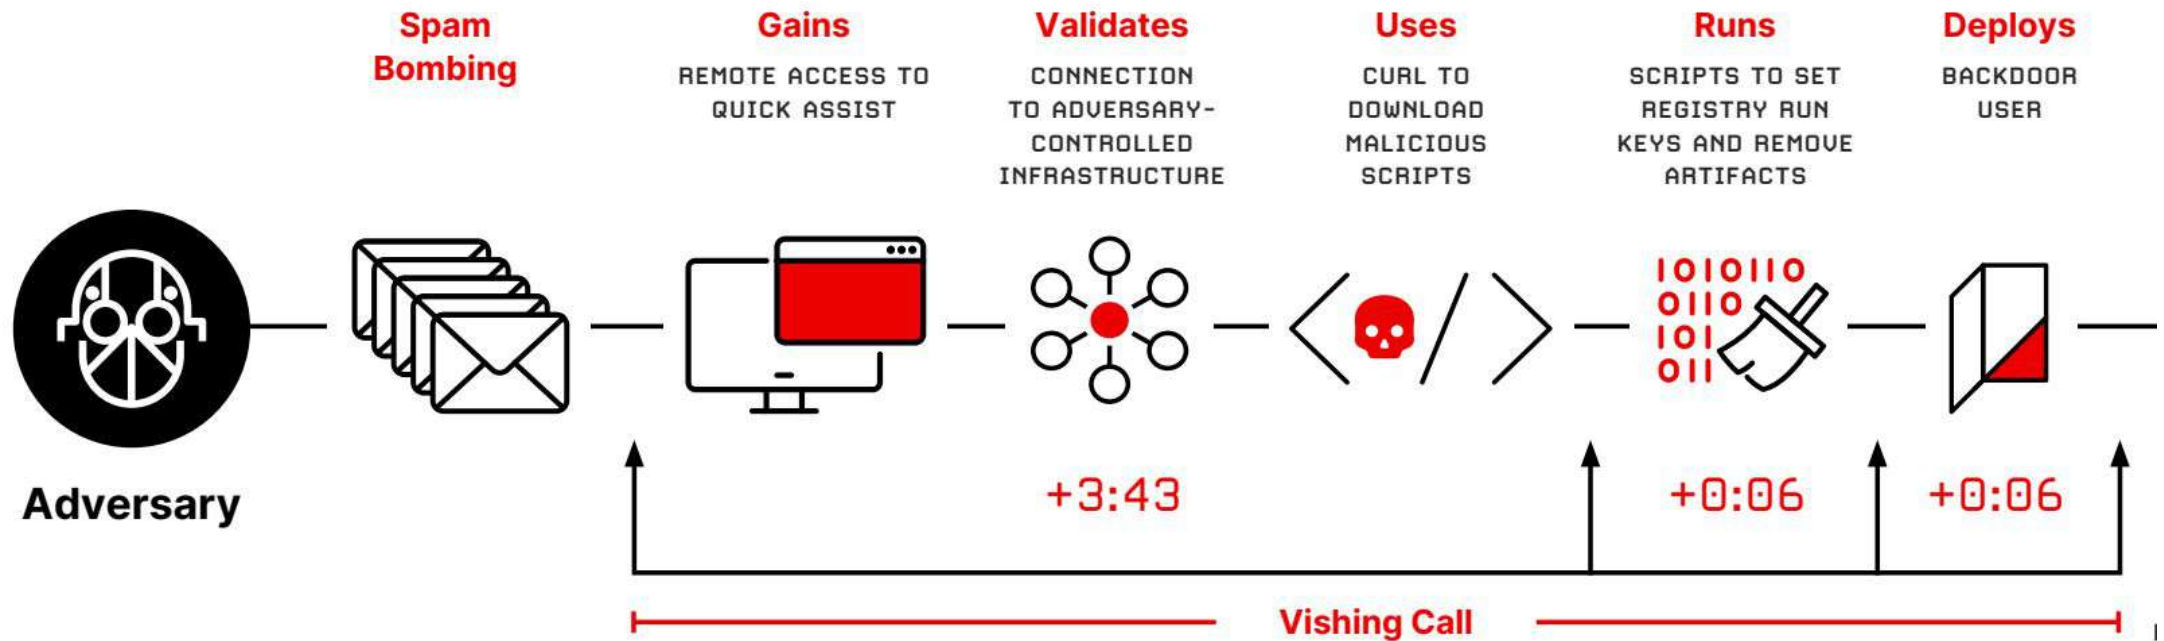 Spam
Bombing
Gains
REMOTE ACCESS TO
QUICK ASSIST
Validates
CONNECTION
TO ADVERSARY-
CONTROLLED
INFRASTRUCTURE
Uses
CURL TO
DOWNLOAD
MALICIOUS
SCRIPTS
Runs
SCRIPTS TO SET
REGISTRY RUN
KEYS AND REMOVE
ARTIFACTS
Deploys
BACKDOOR
USER
1010110
0110
101
011
Adversary
+3:43
+0:06
+0:06
Vishing Call